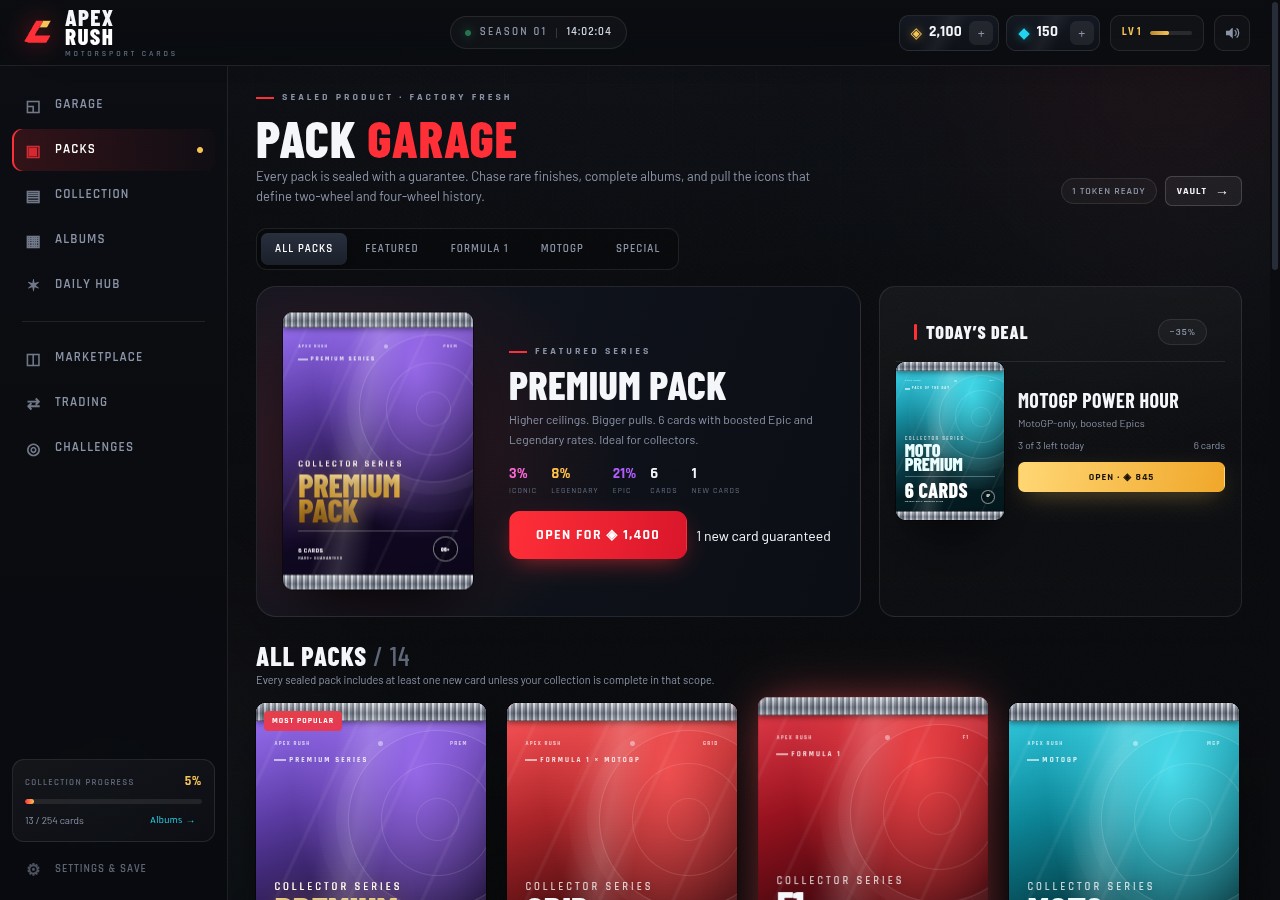 APEX
RUSH
MOTORSPORT CARDS
SEASON 01 | 14:02:04
2,100 +
150 +
LV 1
GARAGE
PACKS
COLLECTION
ALBUMS
DAILY HUB
MARKETPLACE
TRADING
CHALLENGES
COLLECTION PROGRESS 5%
13 / 254 cards Albums →
SETTINGS & SAVE
SEALED PRODUCT · FACTORY FRESH
PACK GARAGE
Every pack is sealed with a guarantee. Chase rare finishes, complete albums, and pull the icons that
define two-wheel and four-wheel history.
1 TOKEN READY
VAULT →
ALL PACKS FEATURED FORMULA 1 MOTOGP SPECIAL
APEX RUSH PREM
PREMIUM SERIES
COLLECTOR SERIES
PREMIUM
PACK
6 CARDS
FEATURED SERIES
PREMIUM PACK
Higher ceilings. Bigger pulls. 6 cards with boosted Epic and
Legendary rates. Ideal for collectors.
3% 8% 21% 6 1
ICONIC LEGENDARY EPIC CARDS NEW CARDS
OPEN FOR ◈ 1,400
1 new card guaranteed
TODAY'S DEAL
−35%
PACK OF THE DAY
COLLECTOR SERIES
MOTO
PREMIUM
6 CARDS
MOTOGP POWER HOUR
MotoGP-only, boosted Epics
3 of 3 left today 6 cards
OPEN · ◈ 845
ALL PACKS / 14
Every sealed pack includes at least one new card unless your collection is complete in that scope.
MOST POPULAR
APEX RUSH PREM
PREMIUM SERIES
COLLECTOR SERIES
PREMIUM
APEX RUSH GRID
FORMULA 1 × MOTOGP
COLLECTOR SERIES
GRID
APEX RUSH F1
FORMULA 1
COLLECTOR SERIES
APEX RUSH MGP
MOTOGP
COLLECTOR SERIES
MOTO